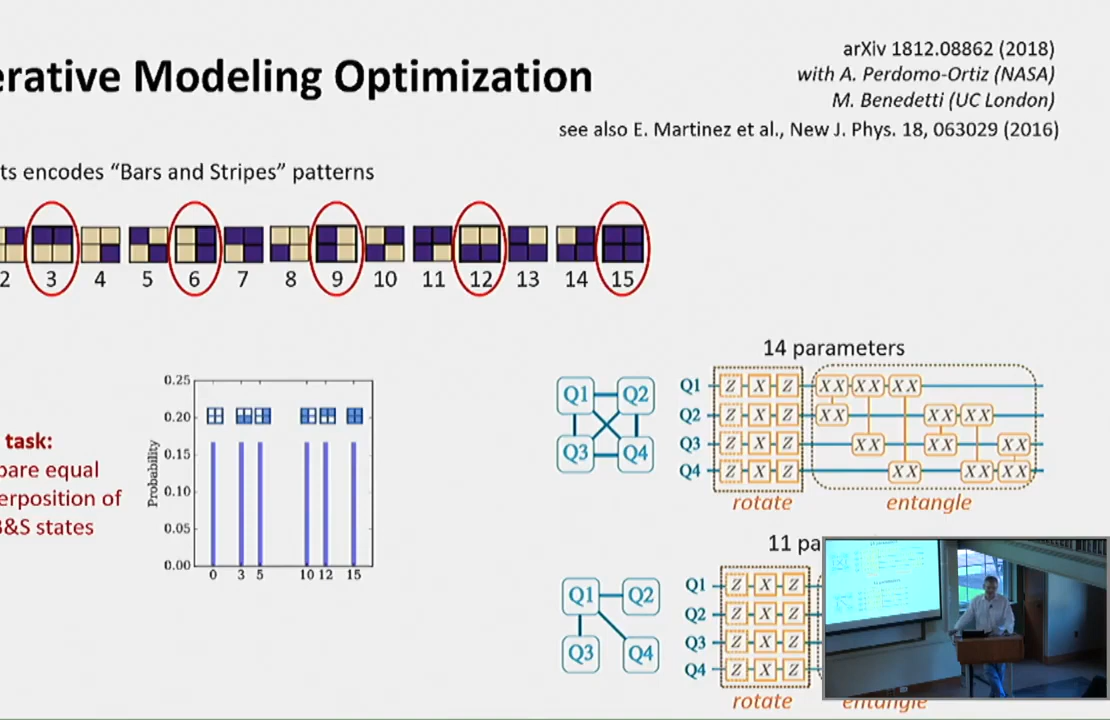 erative Modeling Optimization
arXiv 1812.08862 (2018)
with A. Perdomo-Ortiz (NASA)
M. Benedetti (UC London)
see also E. Martinez et al., New J. Phys. 18, 063029 (2016)
ts encodes “Bars and Stripes” patterns
2 3 4 5 6 7 8 9 10 11 12 13 14 15
task:
pare equal
erposition of
B&S states
Probability
0.25
0.20
0.15
0.10
0.05
0.00
0 3 5 10 12 15
14 parameters
Q1 Q2
Q3 Q4
Q1 Z X Z XX XX XX
Q2 Z X Z XX XX XX
Q3 Z X Z XX XX XX
Q4 Z X Z XX XX XX
rotate entangle
11 pa
Q1 Q2
Q3 Q4
Q1 Z X Z
Q2 Z X Z
Q3 Z X Z
Q4 Z X Z
rotate entangle